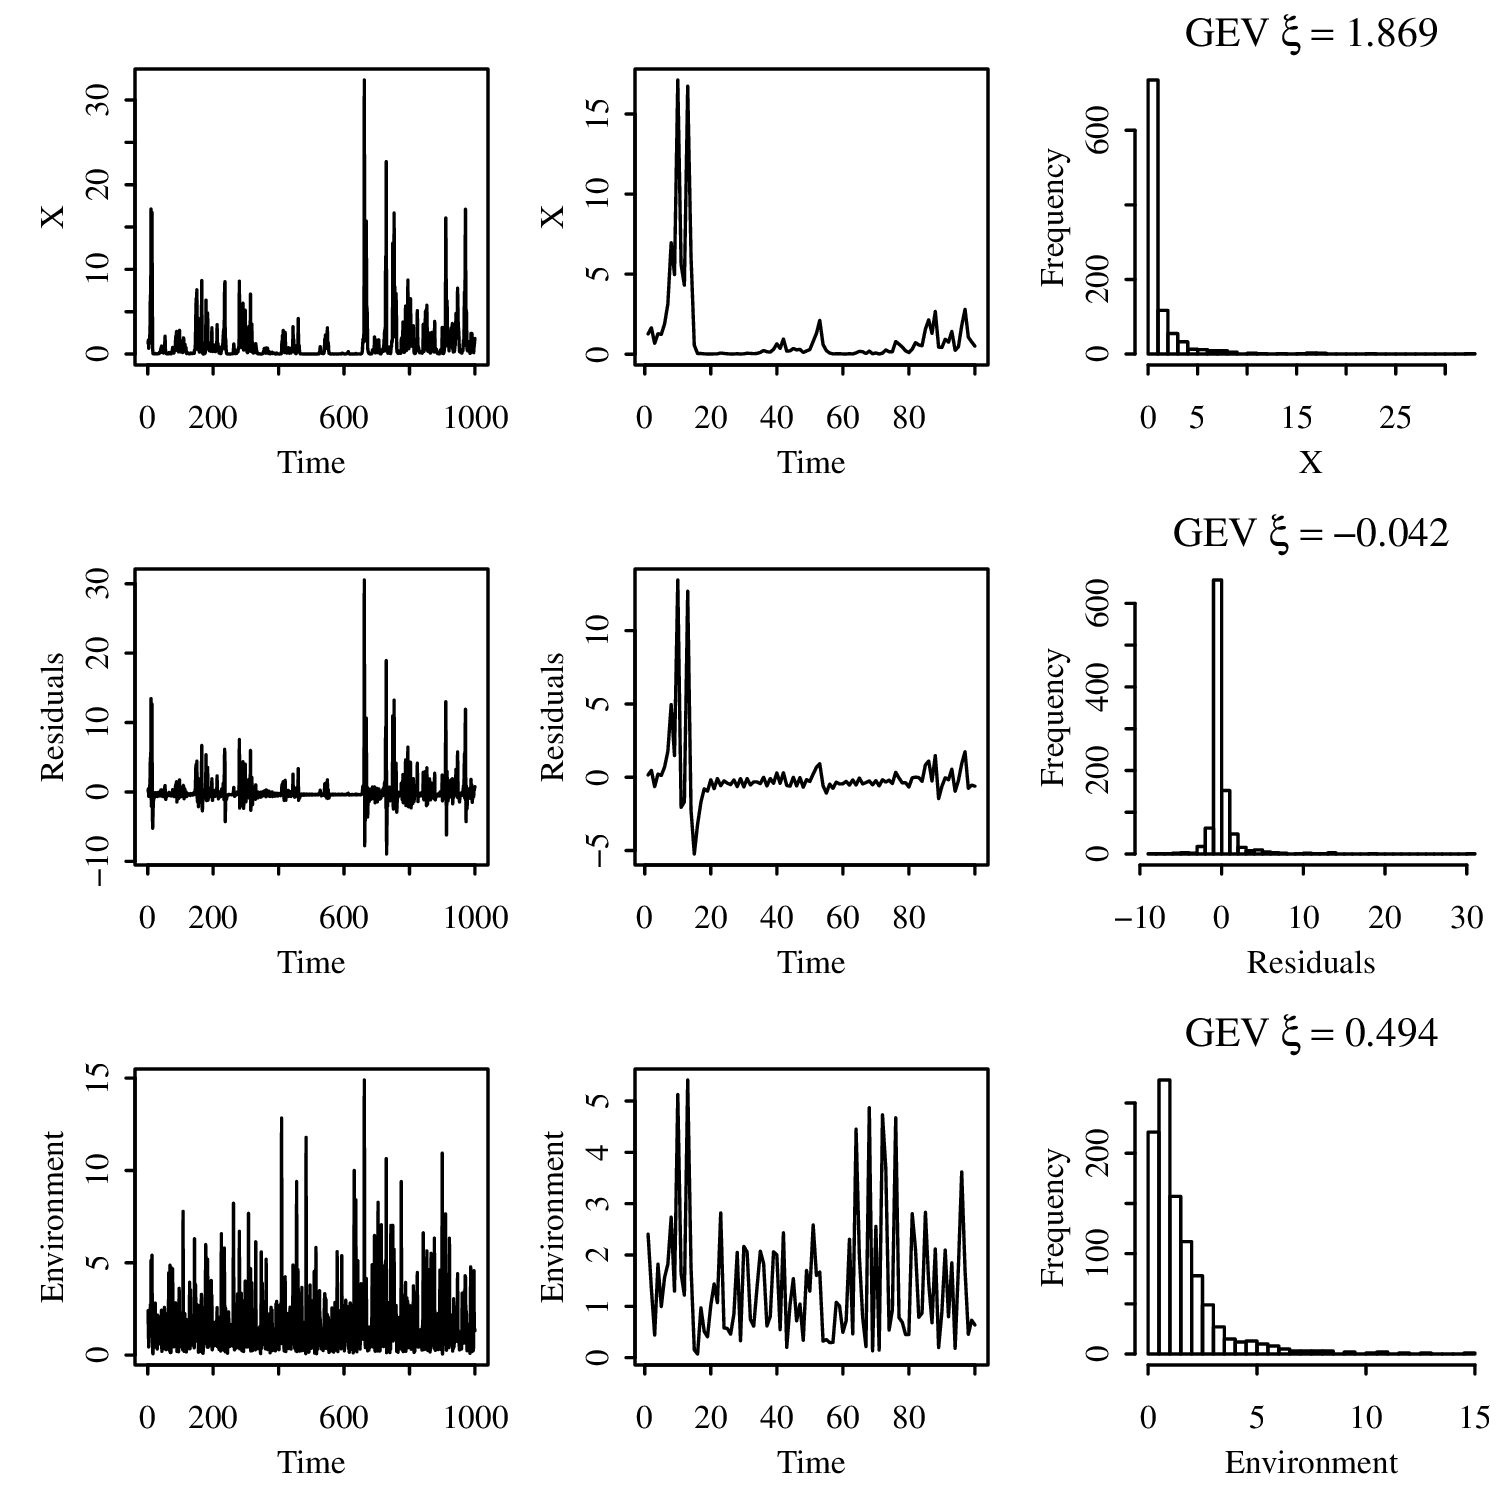 GEV ξ = 1.869
X
0 10 20 30
0 200 600 1000
Time
X
0 5 10 15
0 20 40 60 80
Time
Frequency
0 200 600
0 5 15 25
X
GEV ξ = −0.042
Residuals
−10 0 10 20 30
0 200 600 1000
Time
Residuals
−5 0 5 10
0 20 40 60 80
Time
Frequency
0 200 400 600
−10 0 10 20 30
Residuals
GEV ξ = 0.494
Environment
0 5 10 15
0 200 600 1000
Time
Environment
0 1 2 3 4 5
0 20 40 60 80
Time
Frequency
0 100 200
0 5 10 15
Environment